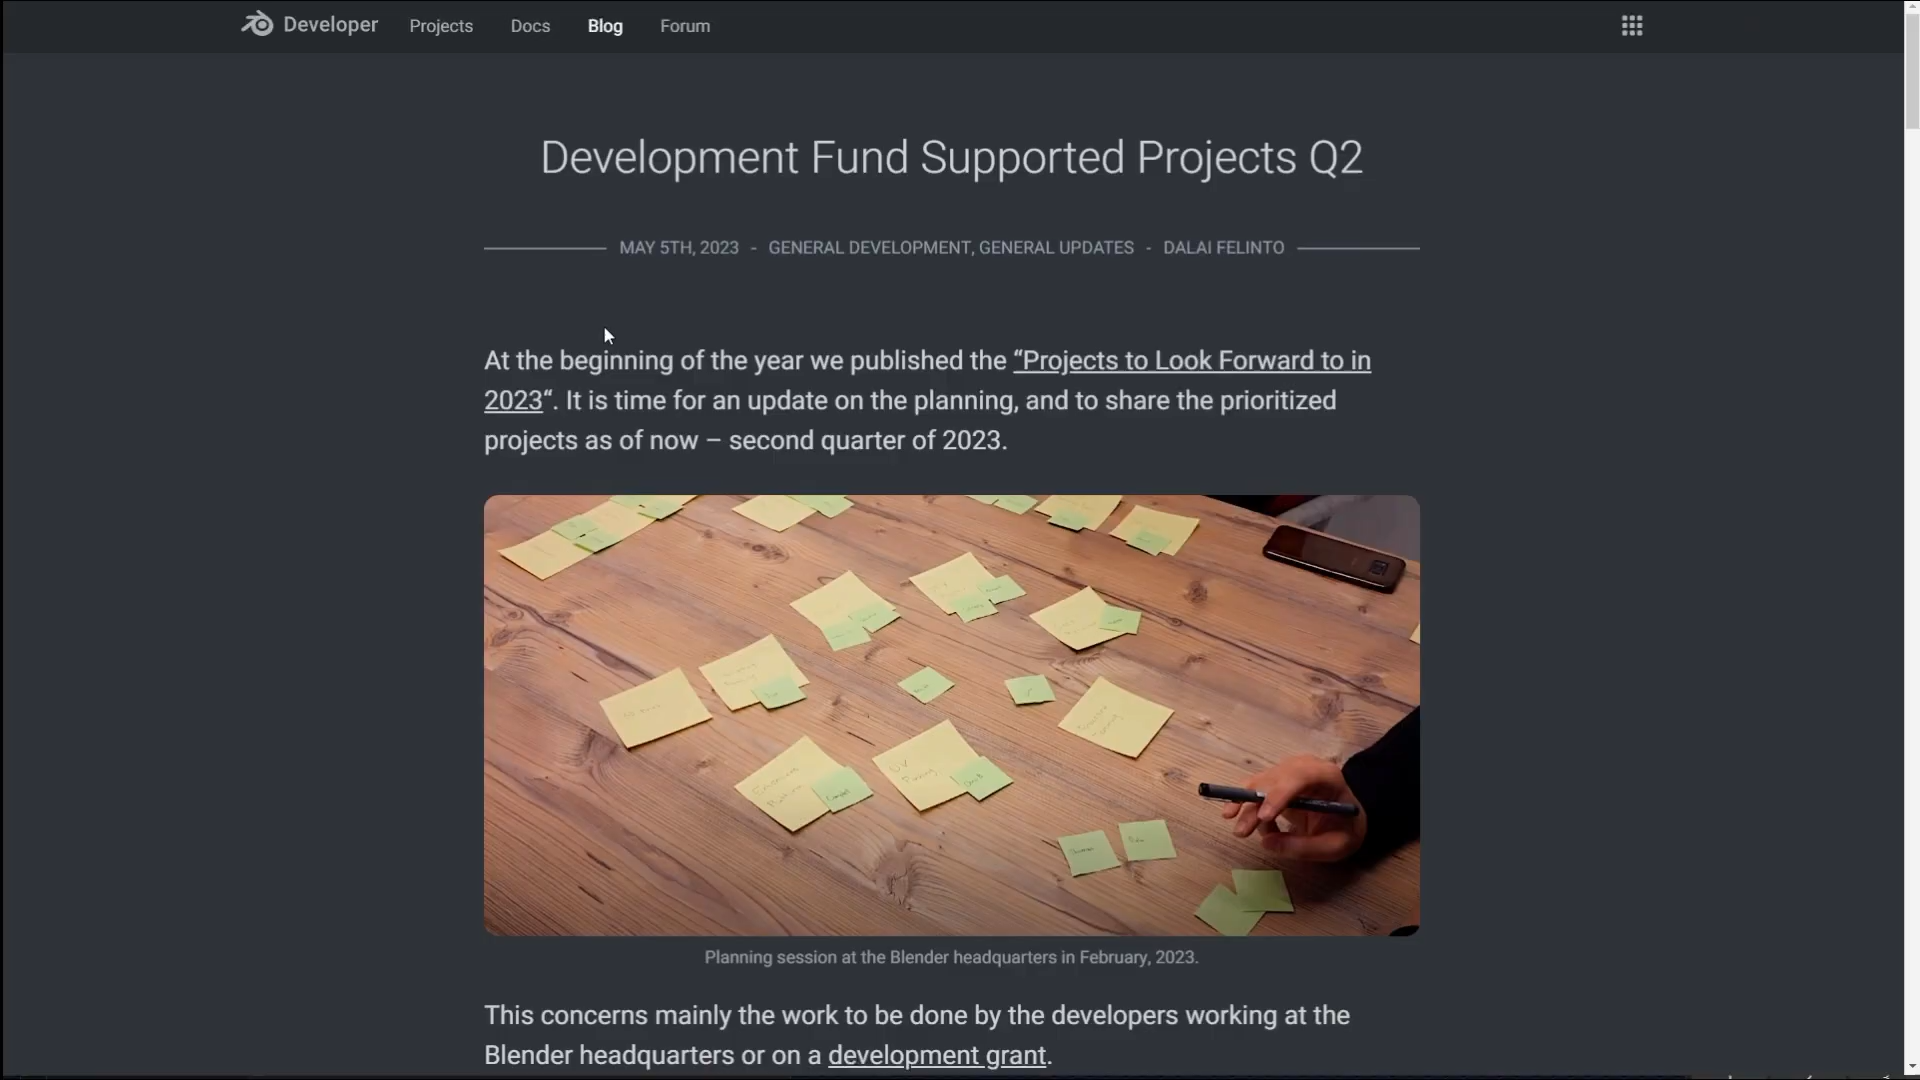 Developer Projects Docs Blog Forum
Development Fund Supported Projects Q2
MAY 5TH, 2023 - GENERAL DEVELOPMENT, GENERAL UPDATES - DALAI FELINTO
At the beginning of the year we published the “Projects to Look Forward to in
2023“. It is time for an update on the planning, and to share the prioritized
projects as of now – second quarter of 2023.
UV
Planning session at the Blender headquarters in February, 2023.
This concerns mainly the work to be done by the developers working at the
Blender headquarters or on a development grant.